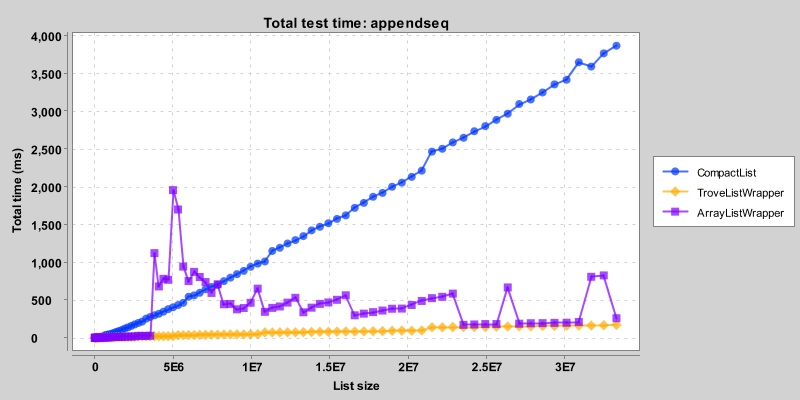 Total test time: appendseq
Total time (ms)
4,000
3,500
3,000
2,500
2,000
1,500
1,000
500
0
0 5E6 1E7 1.5E7 2E7 2.5E7 3E7
List size
CompactList
TroveListWrapper
ArrayListWrapper